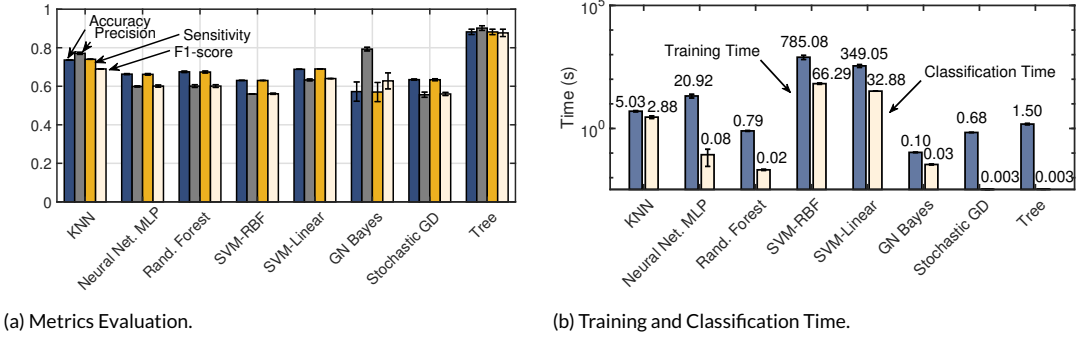 1
0.8
0.6
0.4
0.2
0
Accuracy
Precision
Sensitivity
F1-score
KNN
Neural Net. MLP
Rand. Forest
SVM-RBF
SVM-Linear
GN Bayes
Stochastic GD
Tree
(a) Metrics Evaluation.
Time (s)
10^5
10^0
Training Time
Classification Time
5.03
2.88
20.92
0.08
0.79
0.02
785.08
66.29
349.05
32.88
0.10
0.03
0.68
0.003
1.50
0.003
KNN
Neural Net. MLP
Rand. Forest
SVM-RBF
SVM-Linear
GN Bayes
Stochastic GD
Tree
(b) Training and Classification Time.